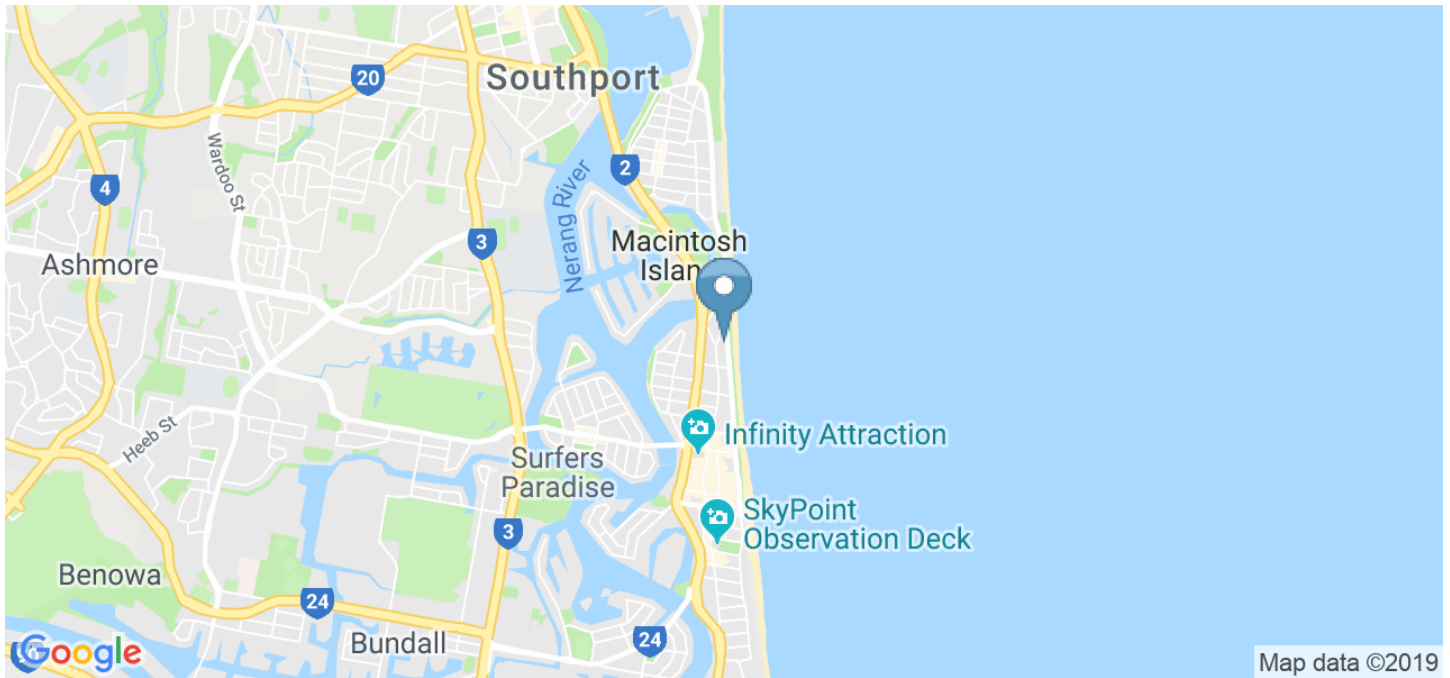 20
Southport
Wardoo St
4
2
Nerang River
3
Macintosh
Ashmore
Heeb St
Infinity Attraction
Surfers
Paradise
SkyPoint
Observation Deck
3
Benowa
24
Bundall
24
Google
Map data ©2019